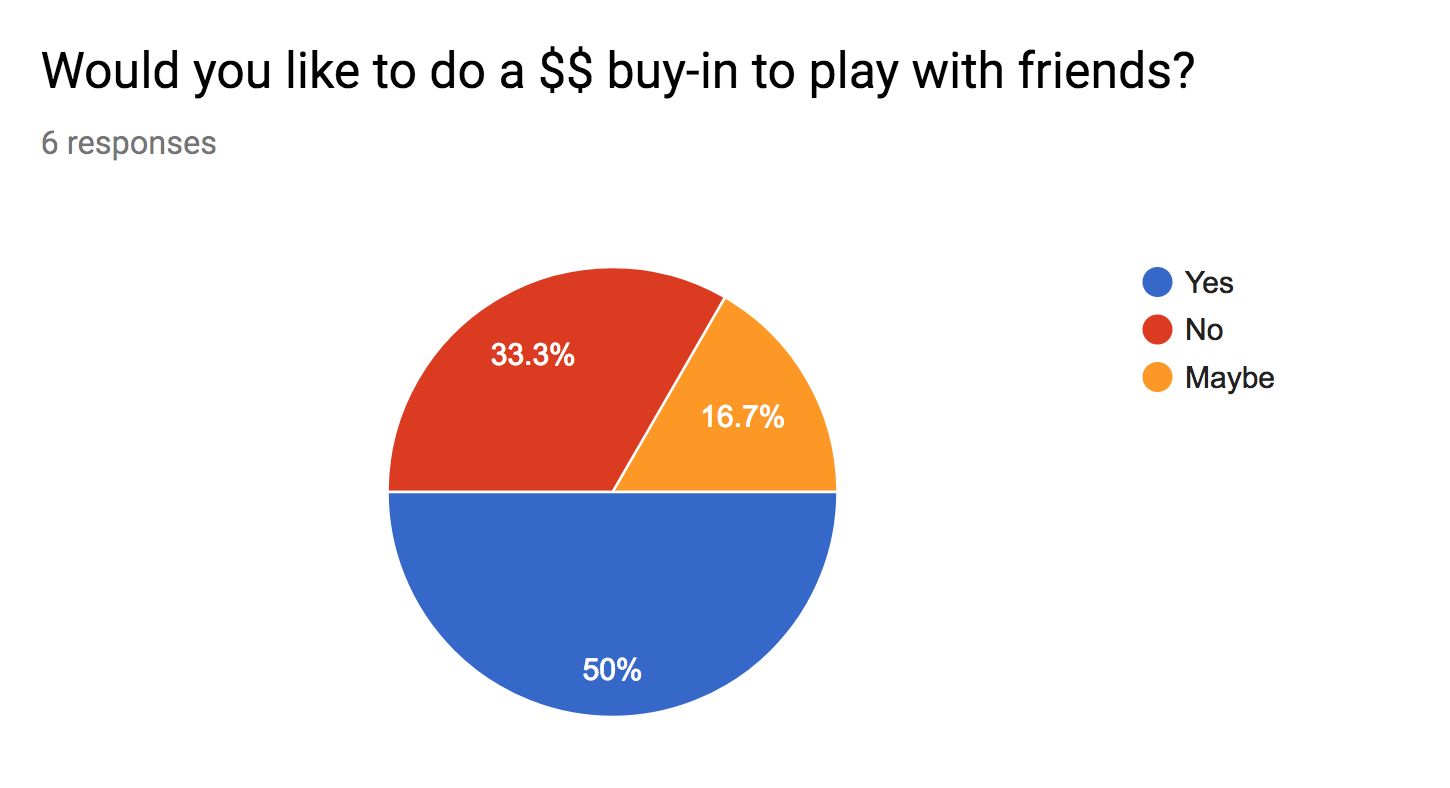 Would you like to do a $$ buy-in to play with friends?
6 responses
Yes
No
Maybe
33.3%
16.7%
50%